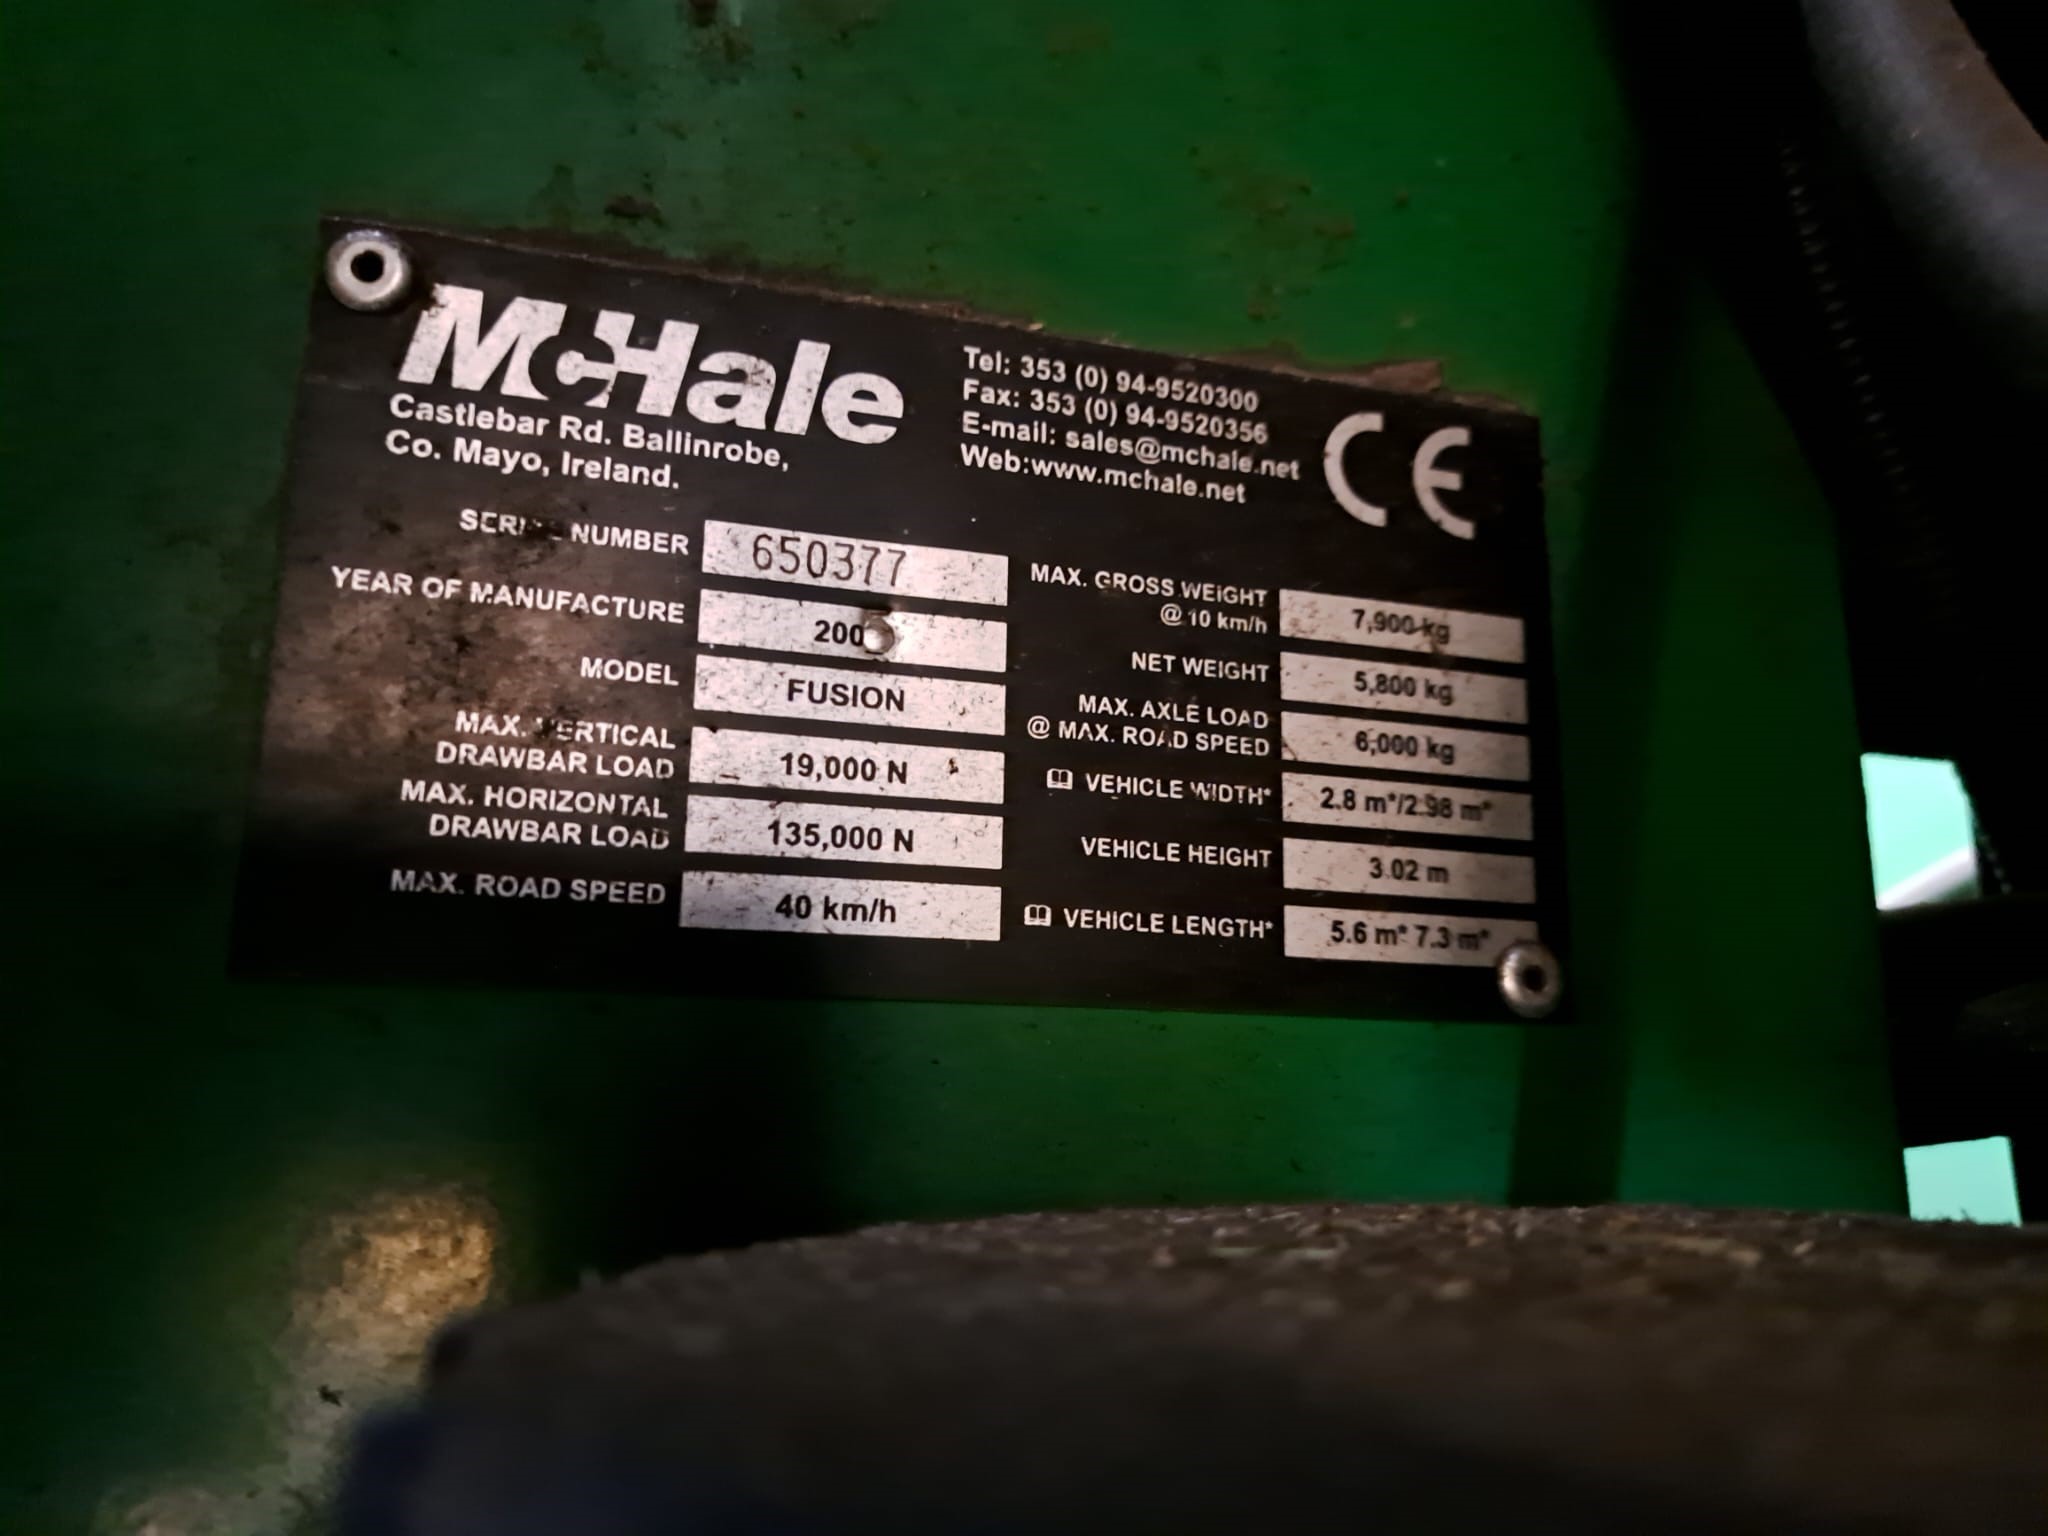 McHale
Castlebar Rd. Ballinrobe,
Co. Mayo, Ireland.
Tel: 353 (0) 94-9520300
Fax: 353 (0) 94-9520356
E-mail: sales@mchale.net
Web:www.mchale.net
CE
NUMBER 650377
YEAR OF MANUFACTURE
MODEL FUSION
MAX. VERTICAL
DRAWBAR LOAD 19,000 N
MAX. HORIZONTAL
DRAWBAR LOAD 135,000 N
MAX. ROAD SPEED 40 km/h
MAX. GROSS WEIGHT
@ 10 km/h 7,900 kg
NET WEIGHT 5,800 kg
MAX. AXLE LOAD
@ MAX. ROAD SPEED 6,000 kg
VEHICLE WIDTH* 2.8 m*/2.98 m*
VEHICLE HEIGHT 3.02 m
VEHICLE LENGTH* 5.6 m* 7.3 m*